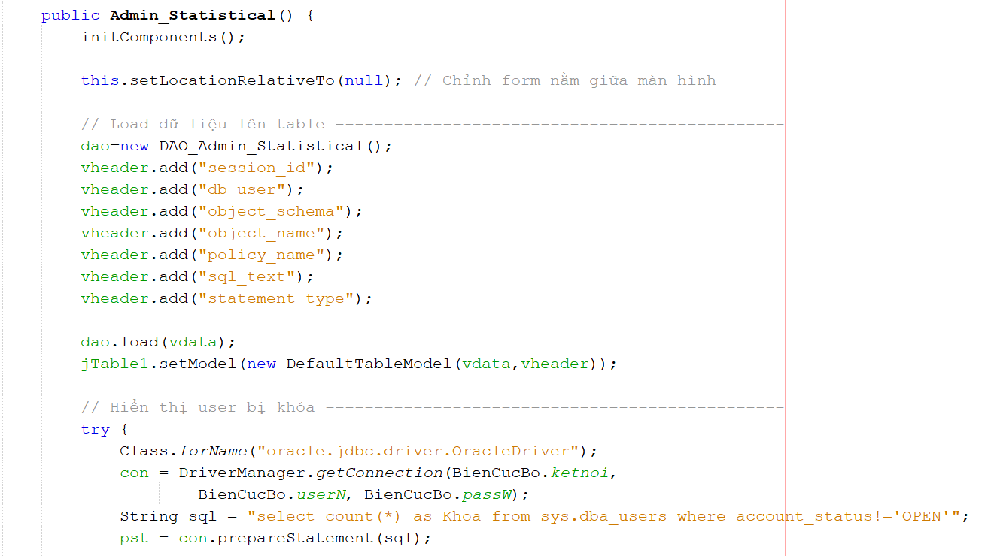 public Admin_Statistical() {
initComponents();
this.setLocationRelativeTo(null); // Chỉnh form nằm giữa màn hình
// Load dữ liệu lên table ----------------------------------------------
dao=new DAO_Admin_Statistical();
vheader.add("session_id");
vheader.add("db_user");
vheader.add("object_schema");
vheader.add("object_name");
vheader.add("policy_name");
vheader.add("sql_text");
vheader.add("statement_type");
dao.load(vdata);
jTable1.setModel(new DefaultTableModel(vdata,vheader));
// Hiển thị user bị khóa -----------------------------------------------
try {
Class.forName("oracle.jdbc.driver.OracleDriver");
con = DriverManager.getConnection(BienCucBo.ketnoi,
BienCucBo.userN, BienCucBo.passW);
String sql = "select count(*) as Khoa from sys.dba_users where account_status!='OPEN'";
pst = con.prepareStatement(sql);